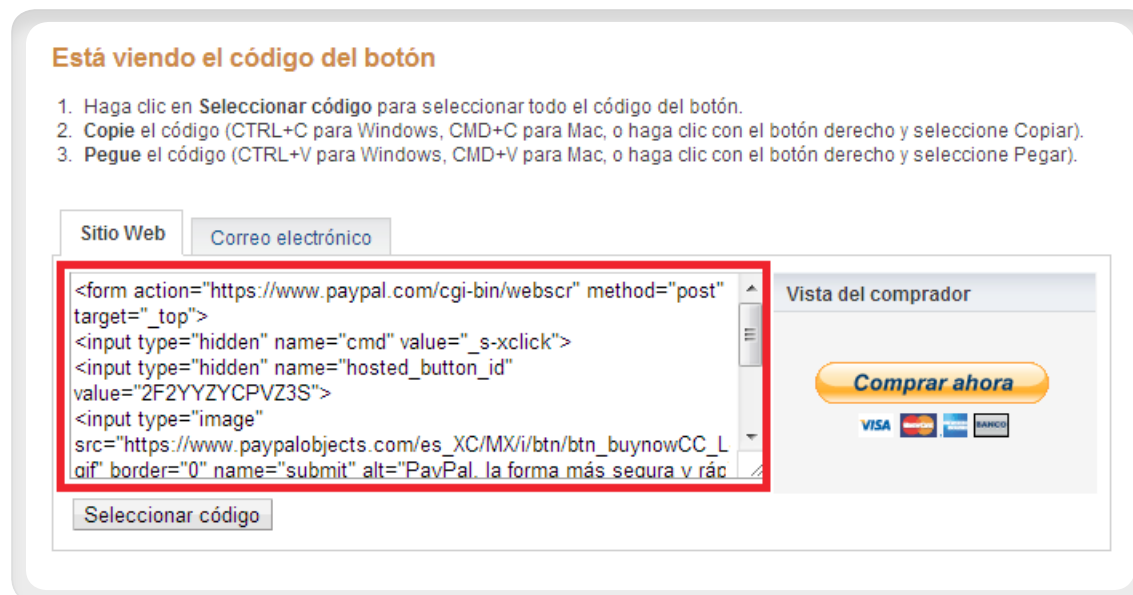 Está viendo el código del botón
1. Haga clic en Seleccionar código para seleccionar todo el código del botón.
2. Copie el código (CTRL+C para Windows, CMD+C para Mac, o haga clic con el botón derecho y seleccione Copiar).
3. Pegue el código (CTRL+V para Windows, CMD+V para Mac, o haga clic con el botón derecho y seleccione Pegar).
Sitio Web
Correo electrónico
<form action="https://www.paypal.com/cgi-bin/webscr" method="post"
target="_top">
<input type="hidden" name="cmd" value="_s-xclick">
<input type="hidden" name="hosted_button_id"
value="2F2YYZYCPVZ3S">
<input type="image"
src="https://www.paypalobjects.com/es_XC/MX/i/btn/btn_buynowCC_L
gif" border="0" name="submit" alt="PayPal, la forma más segura y ráp
Vista del comprador
Comprar ahora
VISA
BANCO
Seleccionar código